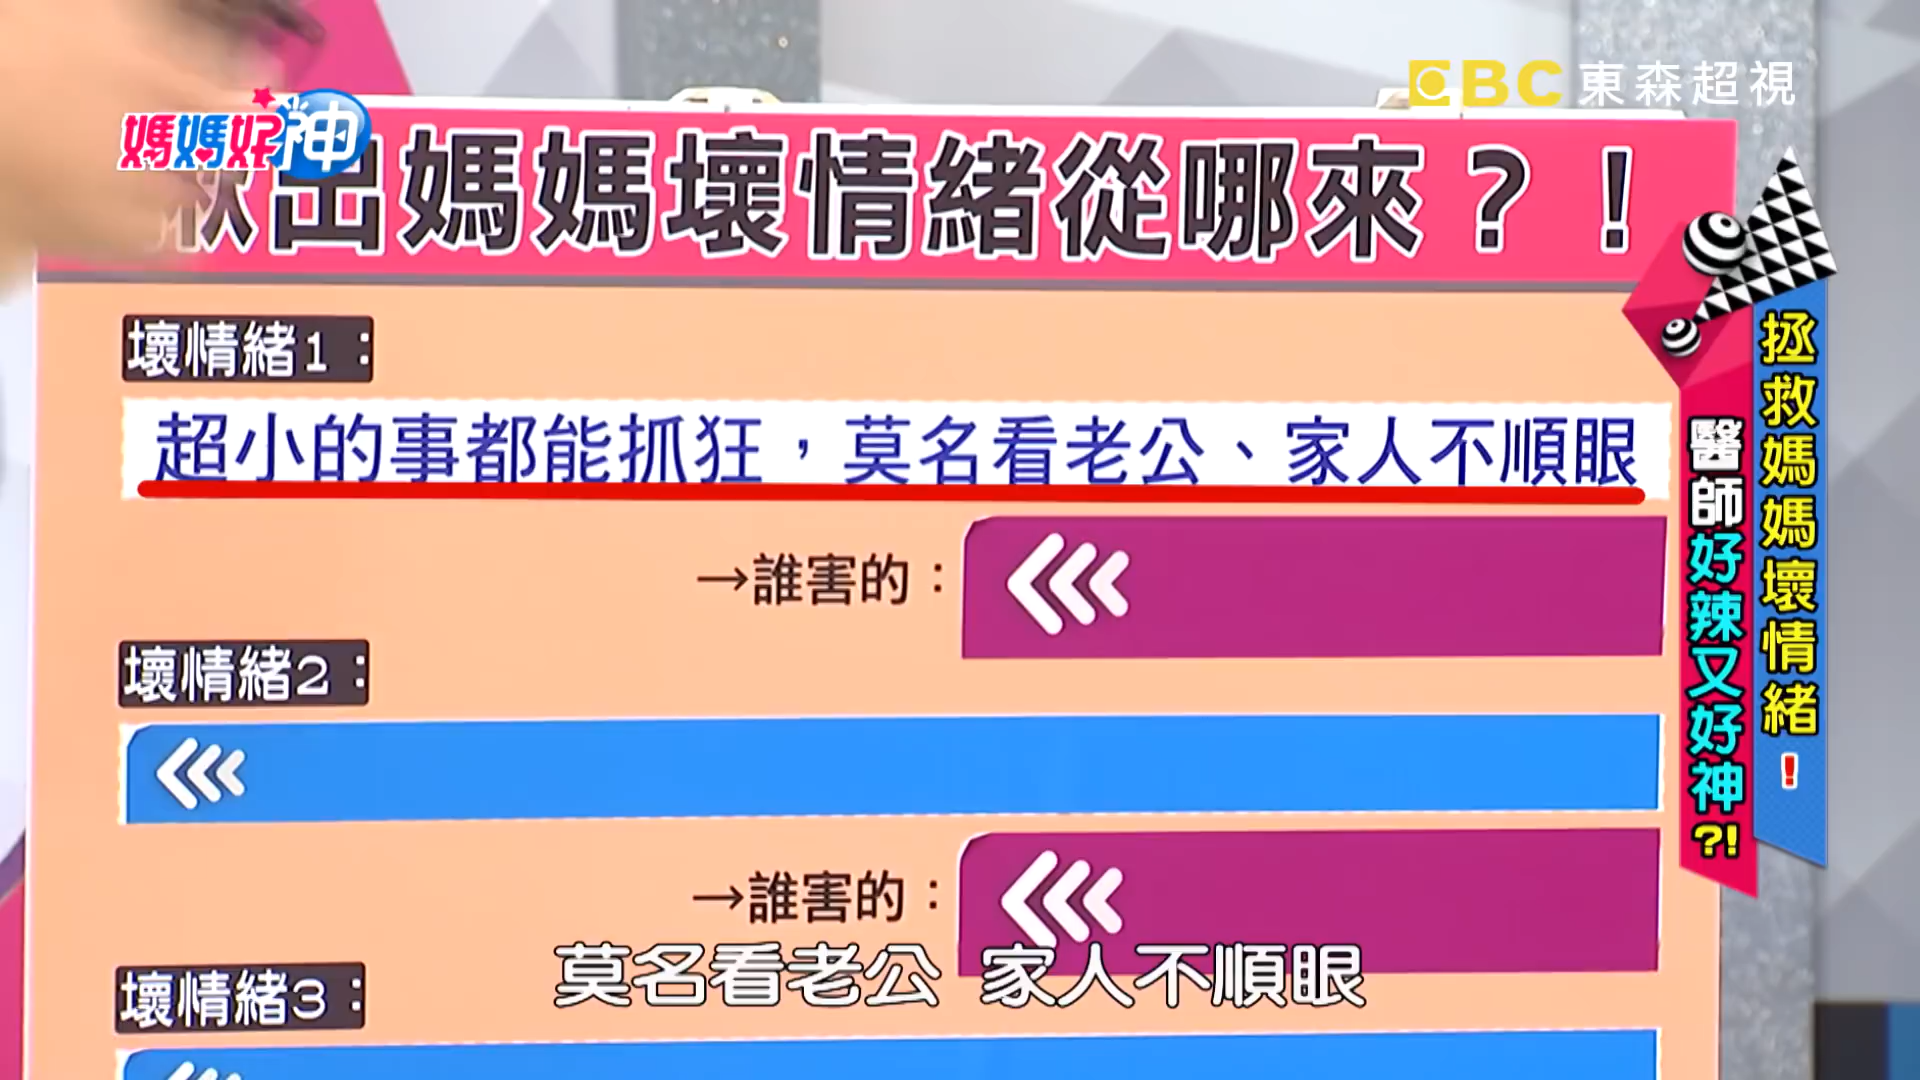 EBC 東森超視
媽媽好神
出媽媽壞情緒從哪來？！
壞情緒1：
超小的事都能抓狂，莫名看老公、家人不順眼
→誰害的：
壞情緒2：
→誰害的：
壞情緒3：
拯救媽媽壞情緒！
醫師好辣又好神?!
莫名看老公 家人不順眼